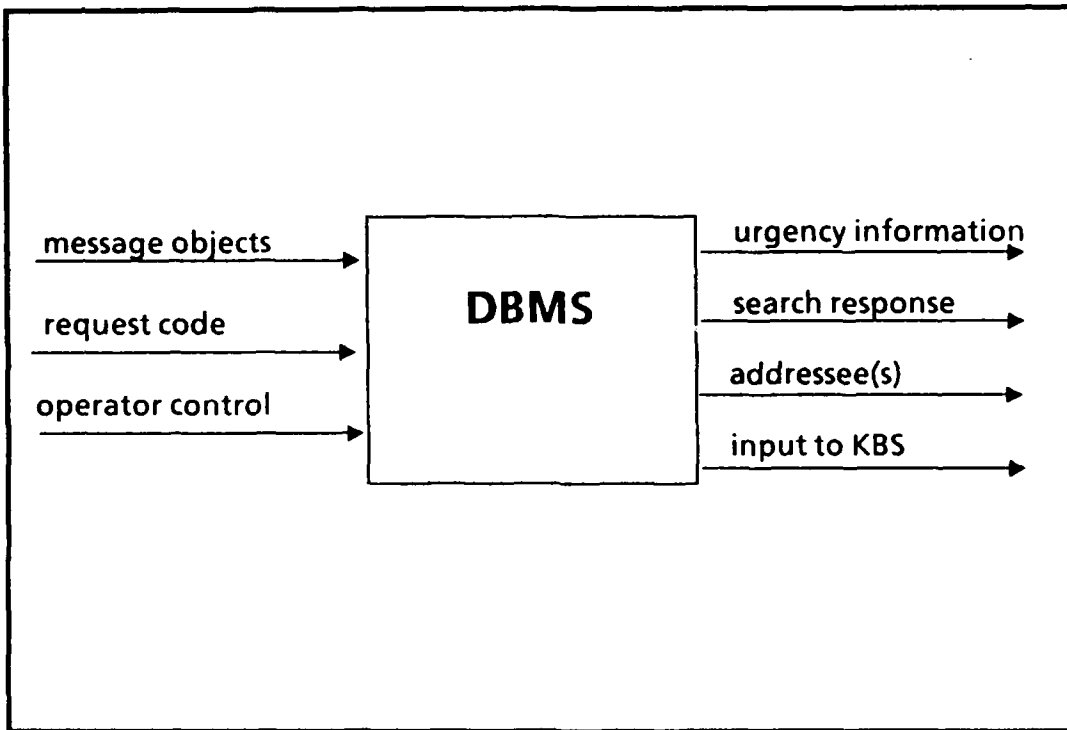 message objects
request code
operator control
DBMS
urgency information
search response
addressee(s)
input to KBS